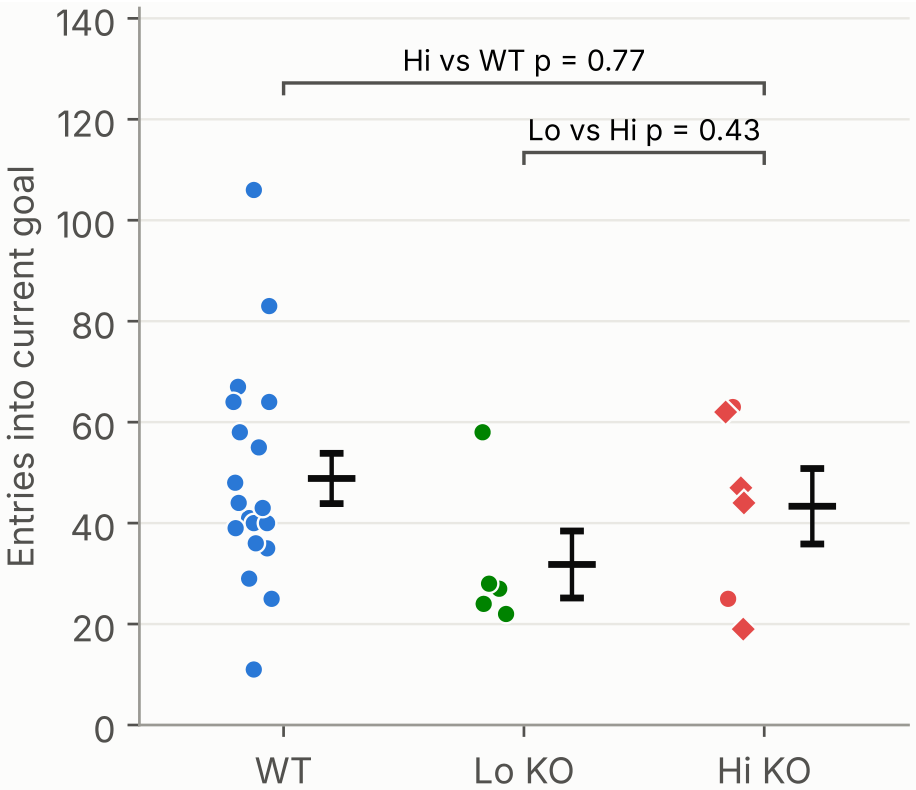 140
Hi vs WT p = 0.77
120
Lo vs Hi p = 0.43
100
80
60
40
20
0
Entries into current goal
WT Lo KO Hi KO